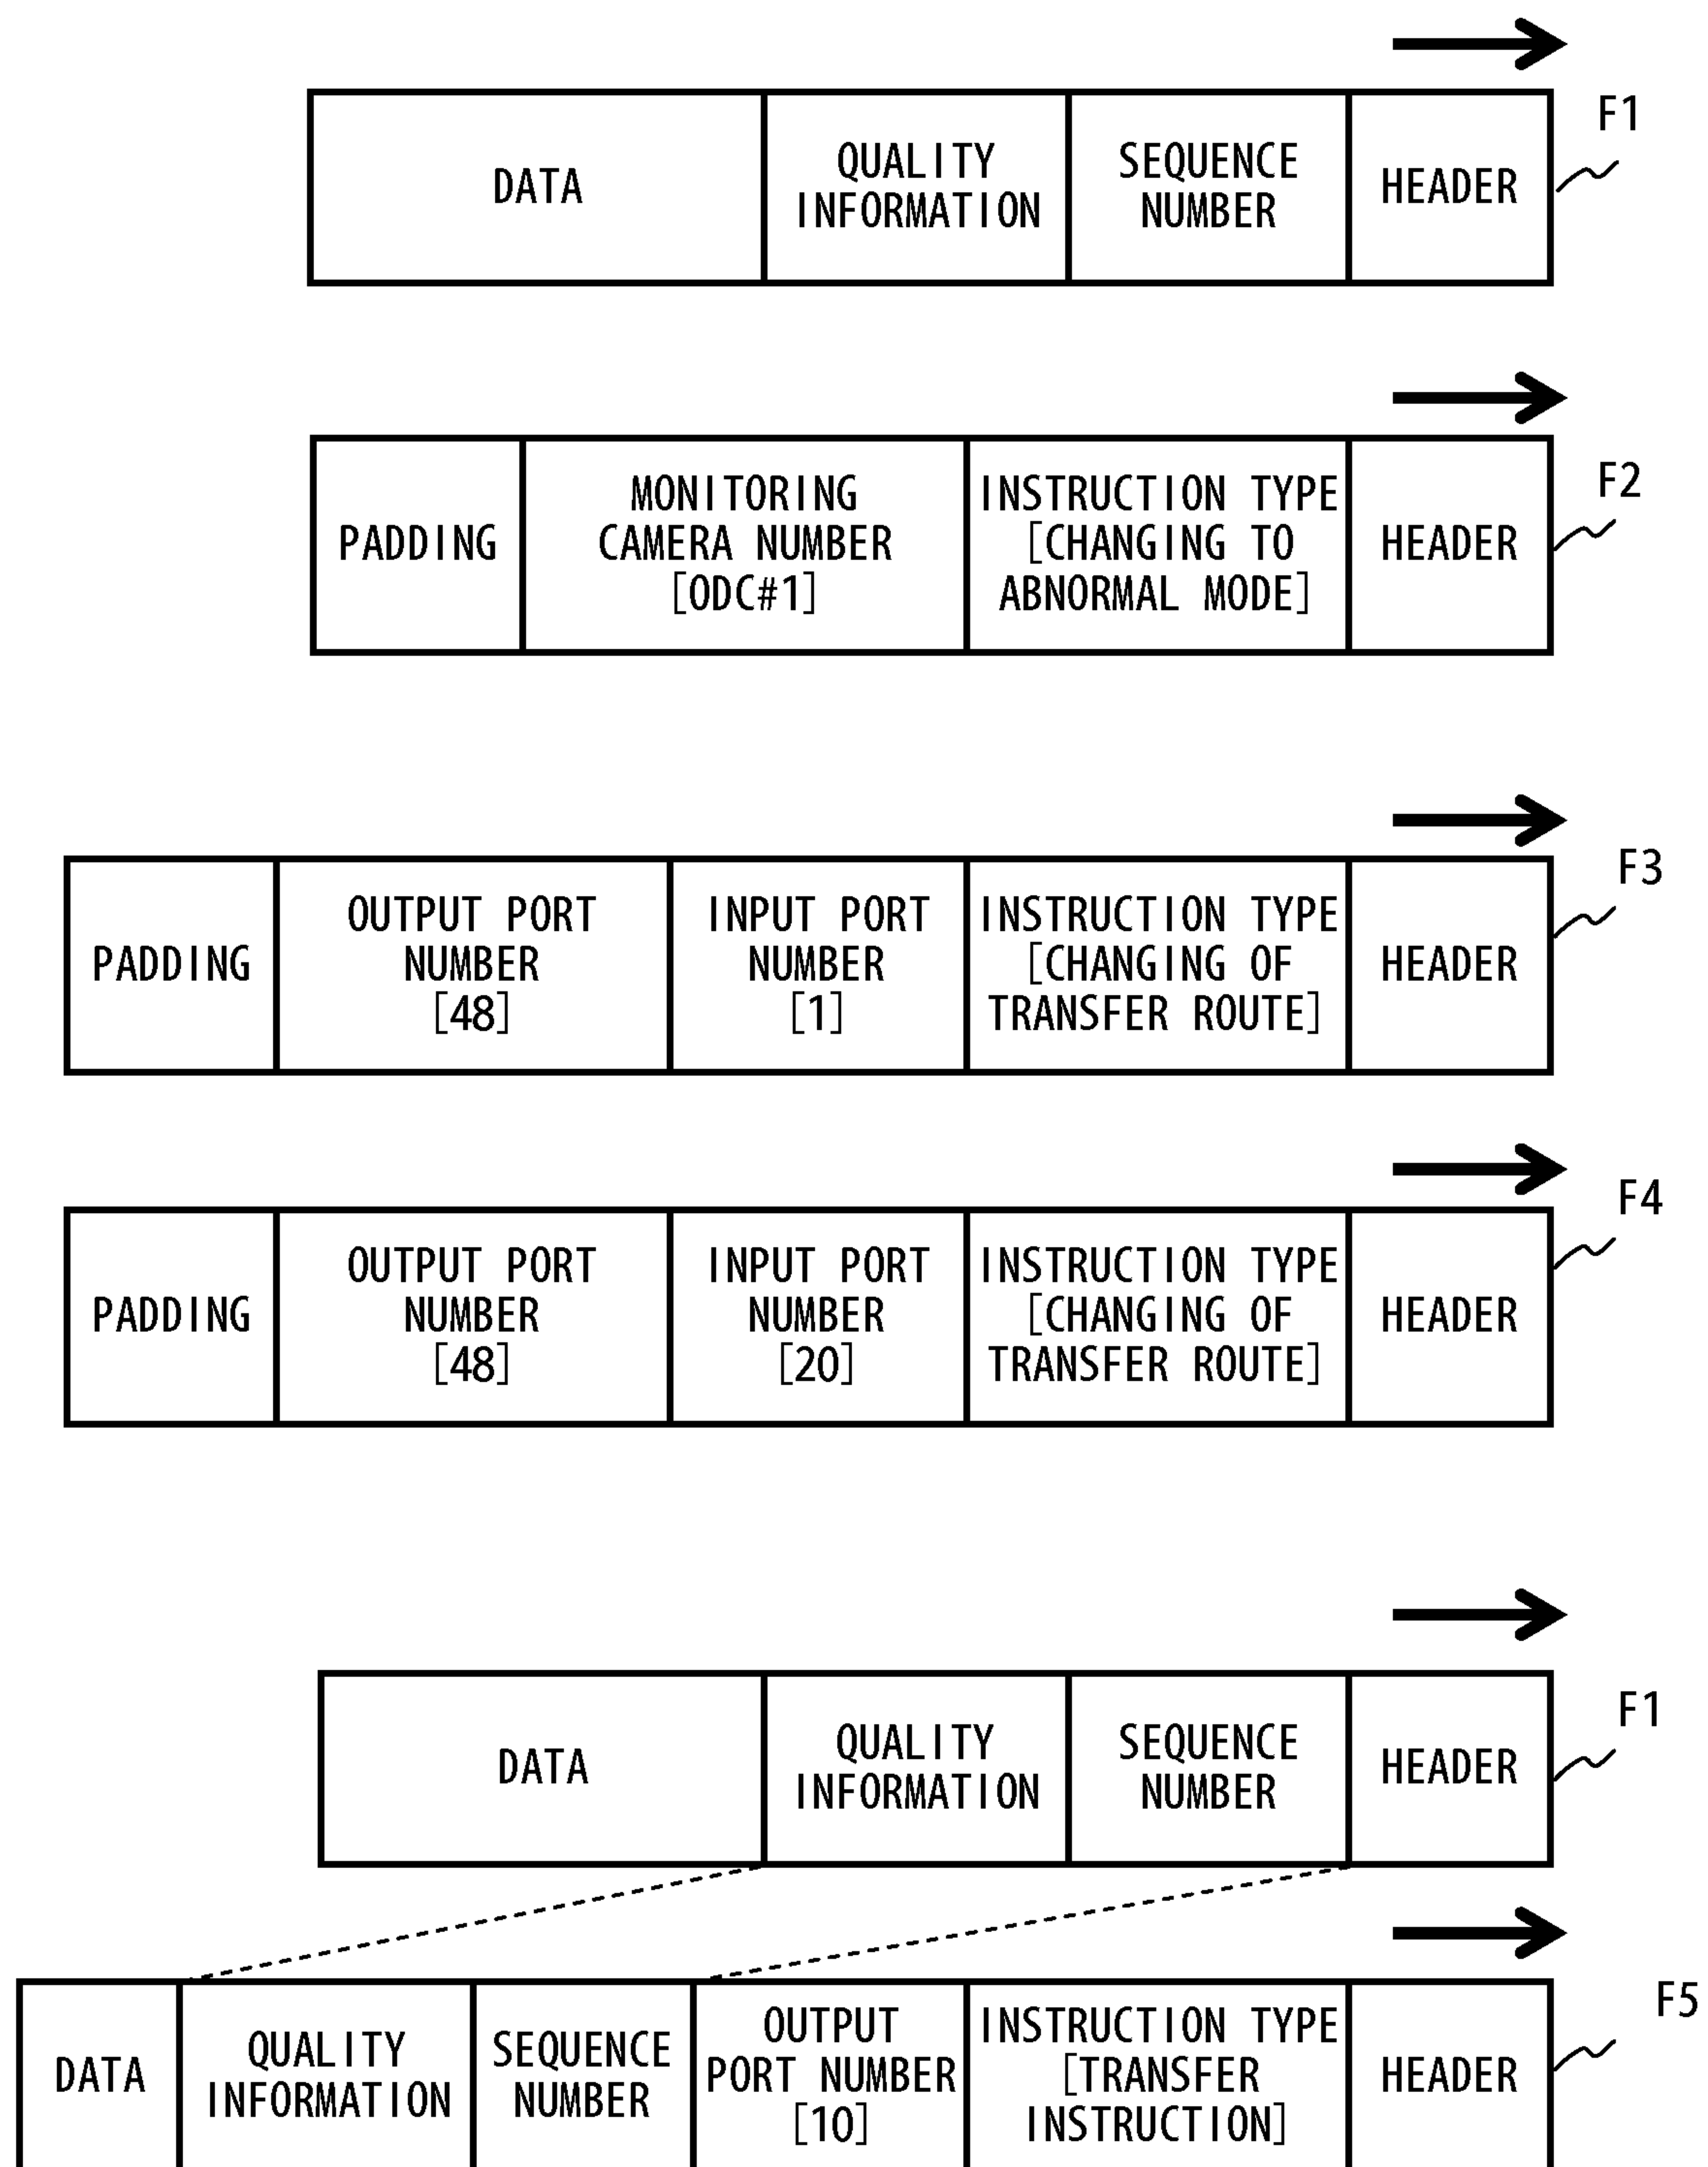 F1
DATA
QUALITY
INFORMATION
SEQUENCE
NUMBER
HEADER
F2
PADDING
MONITORING
CAMERA NUMBER
[ODC#1]
INSTRUCTION TYPE
[CHANGING TO
ABNORMAL MODE]
HEADER
F3
PADDING
OUTPUT PORT
NUMBER
[48]
INPUT PORT
NUMBER
[1]
INSTRUCTION TYPE
[CHANGING OF
TRANSFER ROUTE]
HEADER
F4
PADDING
OUTPUT PORT
NUMBER
[48]
INPUT PORT
NUMBER
[20]
INSTRUCTION TYPE
[CHANGING OF
TRANSFER ROUTE]
HEADER
F1
DATA
QUALITY
INFORMATION
SEQUENCE
NUMBER
HEADER
F5
DATA
QUALITY
INFORMATION
SEQUENCE
NUMBER
OUTPUT
PORT NUMBER
[10]
INSTRUCTION TYPE
[TRANSFER
INSTRUCTION]
HEADER